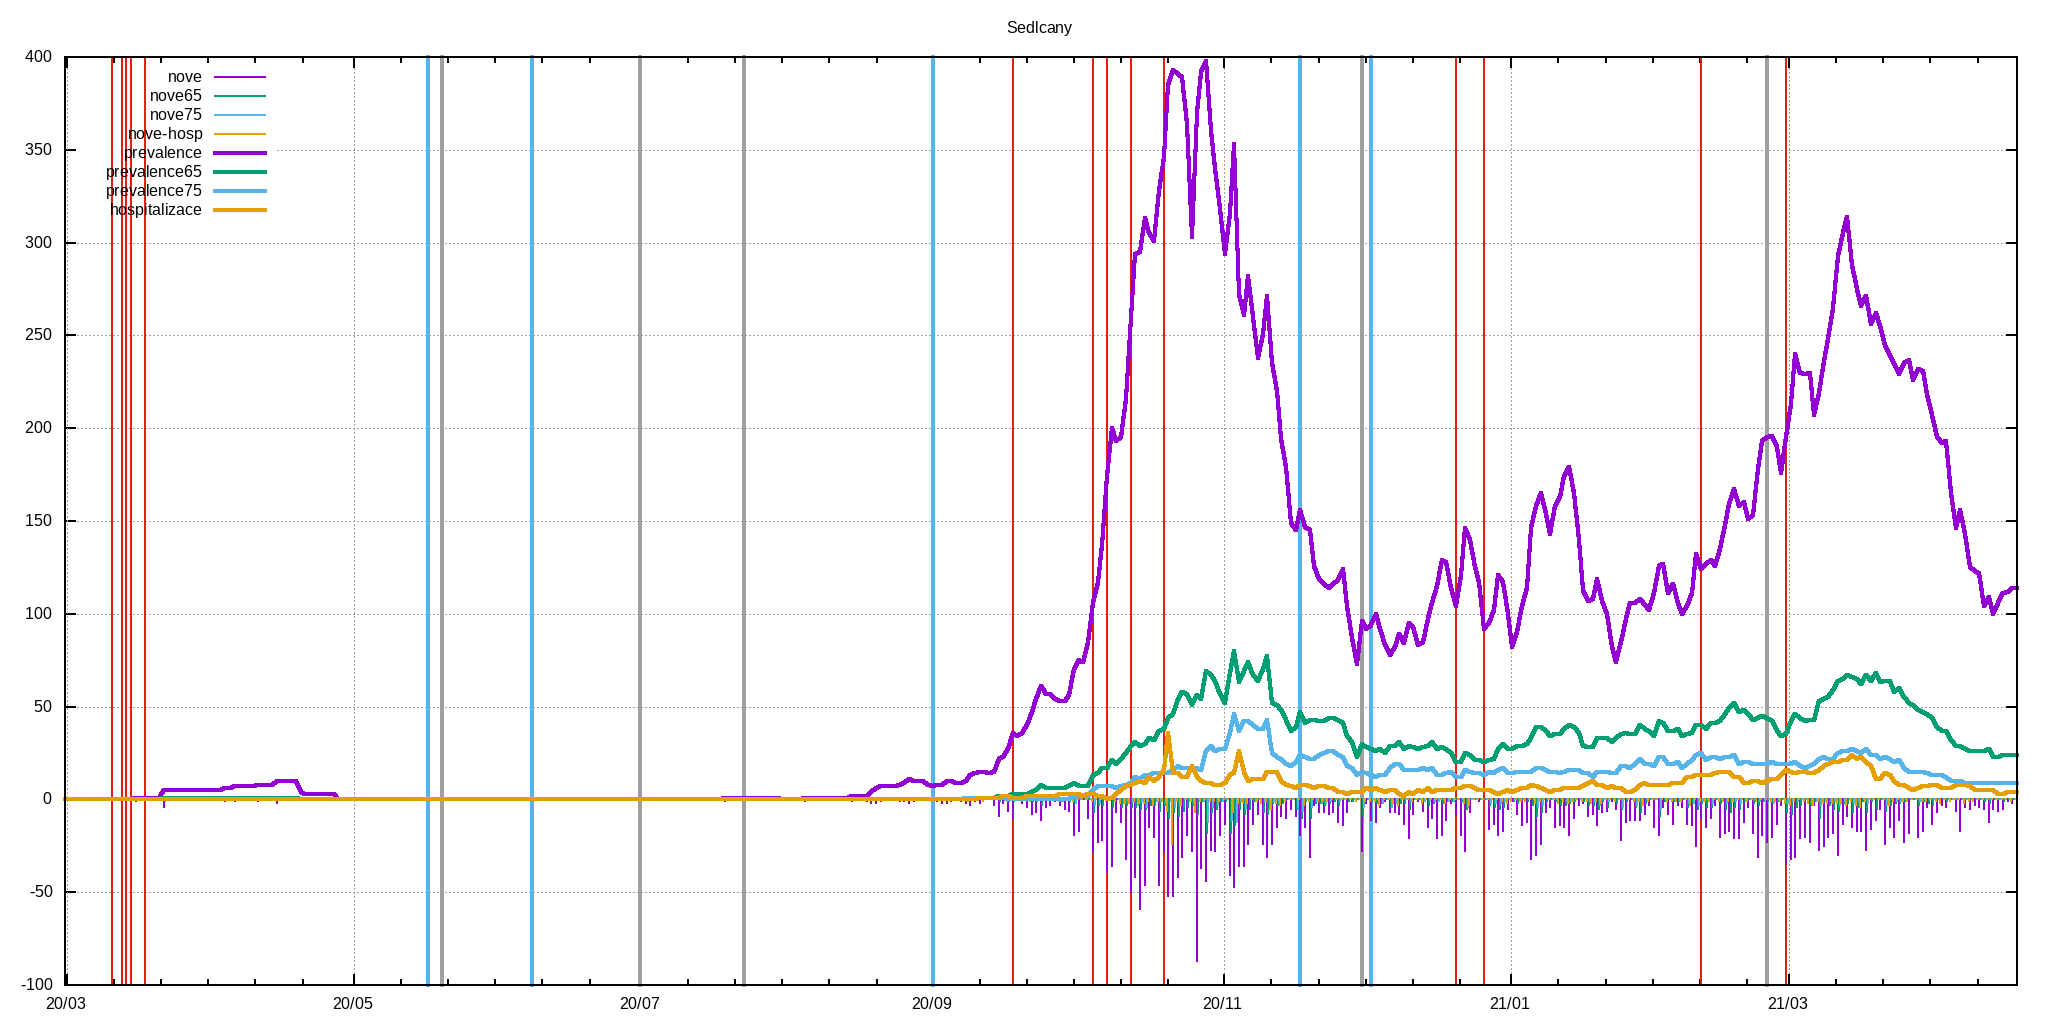 Sedlcany
400
350
300
250
200
150
100
50
0
-50
-100
nove
nove65
nove75
nove-hosp
prevalence
prevalence65
prevalence75
hospitalizace
20/03
20/05
20/07
20/09
20/11
21/01
21/03